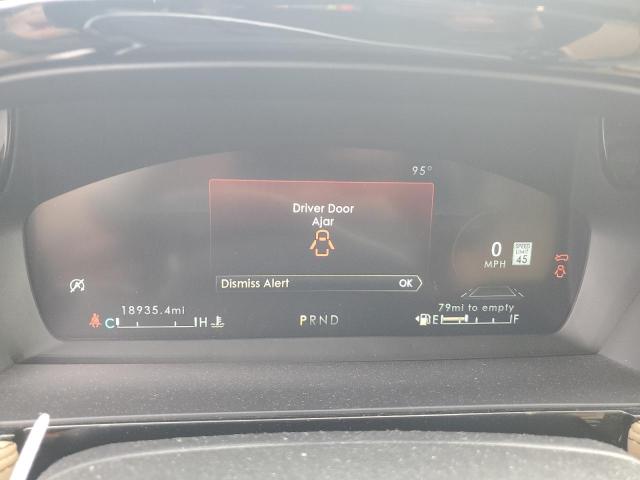 95°
Driver Door
Ajar
Dismiss Alert OK
0
MPH
SPEED
LIMIT
45
18935.4mi
79mi to empty
C H
PRND
E F